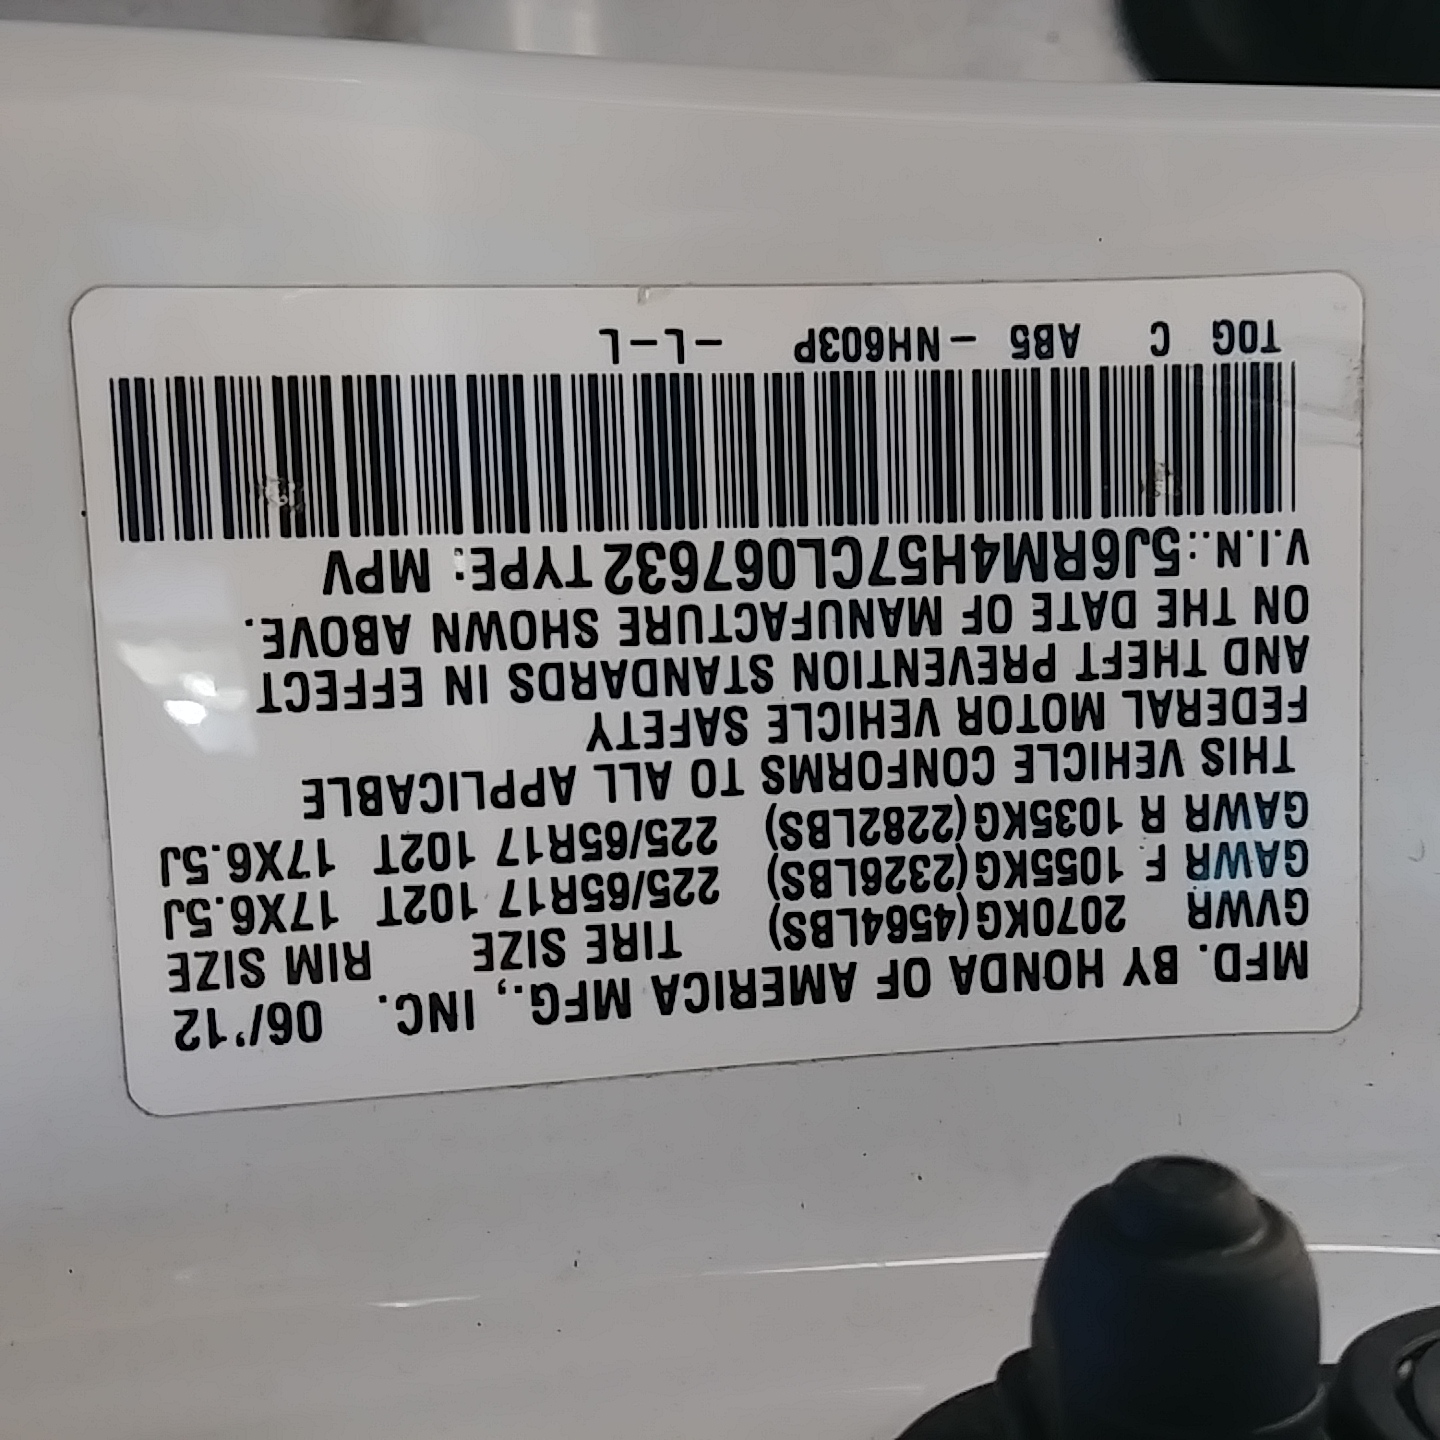 MFD. BY HONDA OF AMERICA MFG., INC. 06/'12
GVWR 2070KG(4564LBS) TIRE SIZE RIM SIZE
GAWR F 1055KG(2326LBS) 225/65R17 102T 17X6.5J
GAWR R 1035KG(2282LBS) 225/65R17 102T 17X6.5J
THIS VEHICLE CONFORMS TO ALL APPLICABLE
FEDERAL MOTOR VEHICLE SAFETY
AND THEFT PREVENTION STANDARDS IN EFFECT
ON THE DATE OF MANUFACTURE SHOWN ABOVE.
V.I.N.:5J6RM4H57CL067632 TYPE: MPV
T0G C AB5 -NH603P -L-L